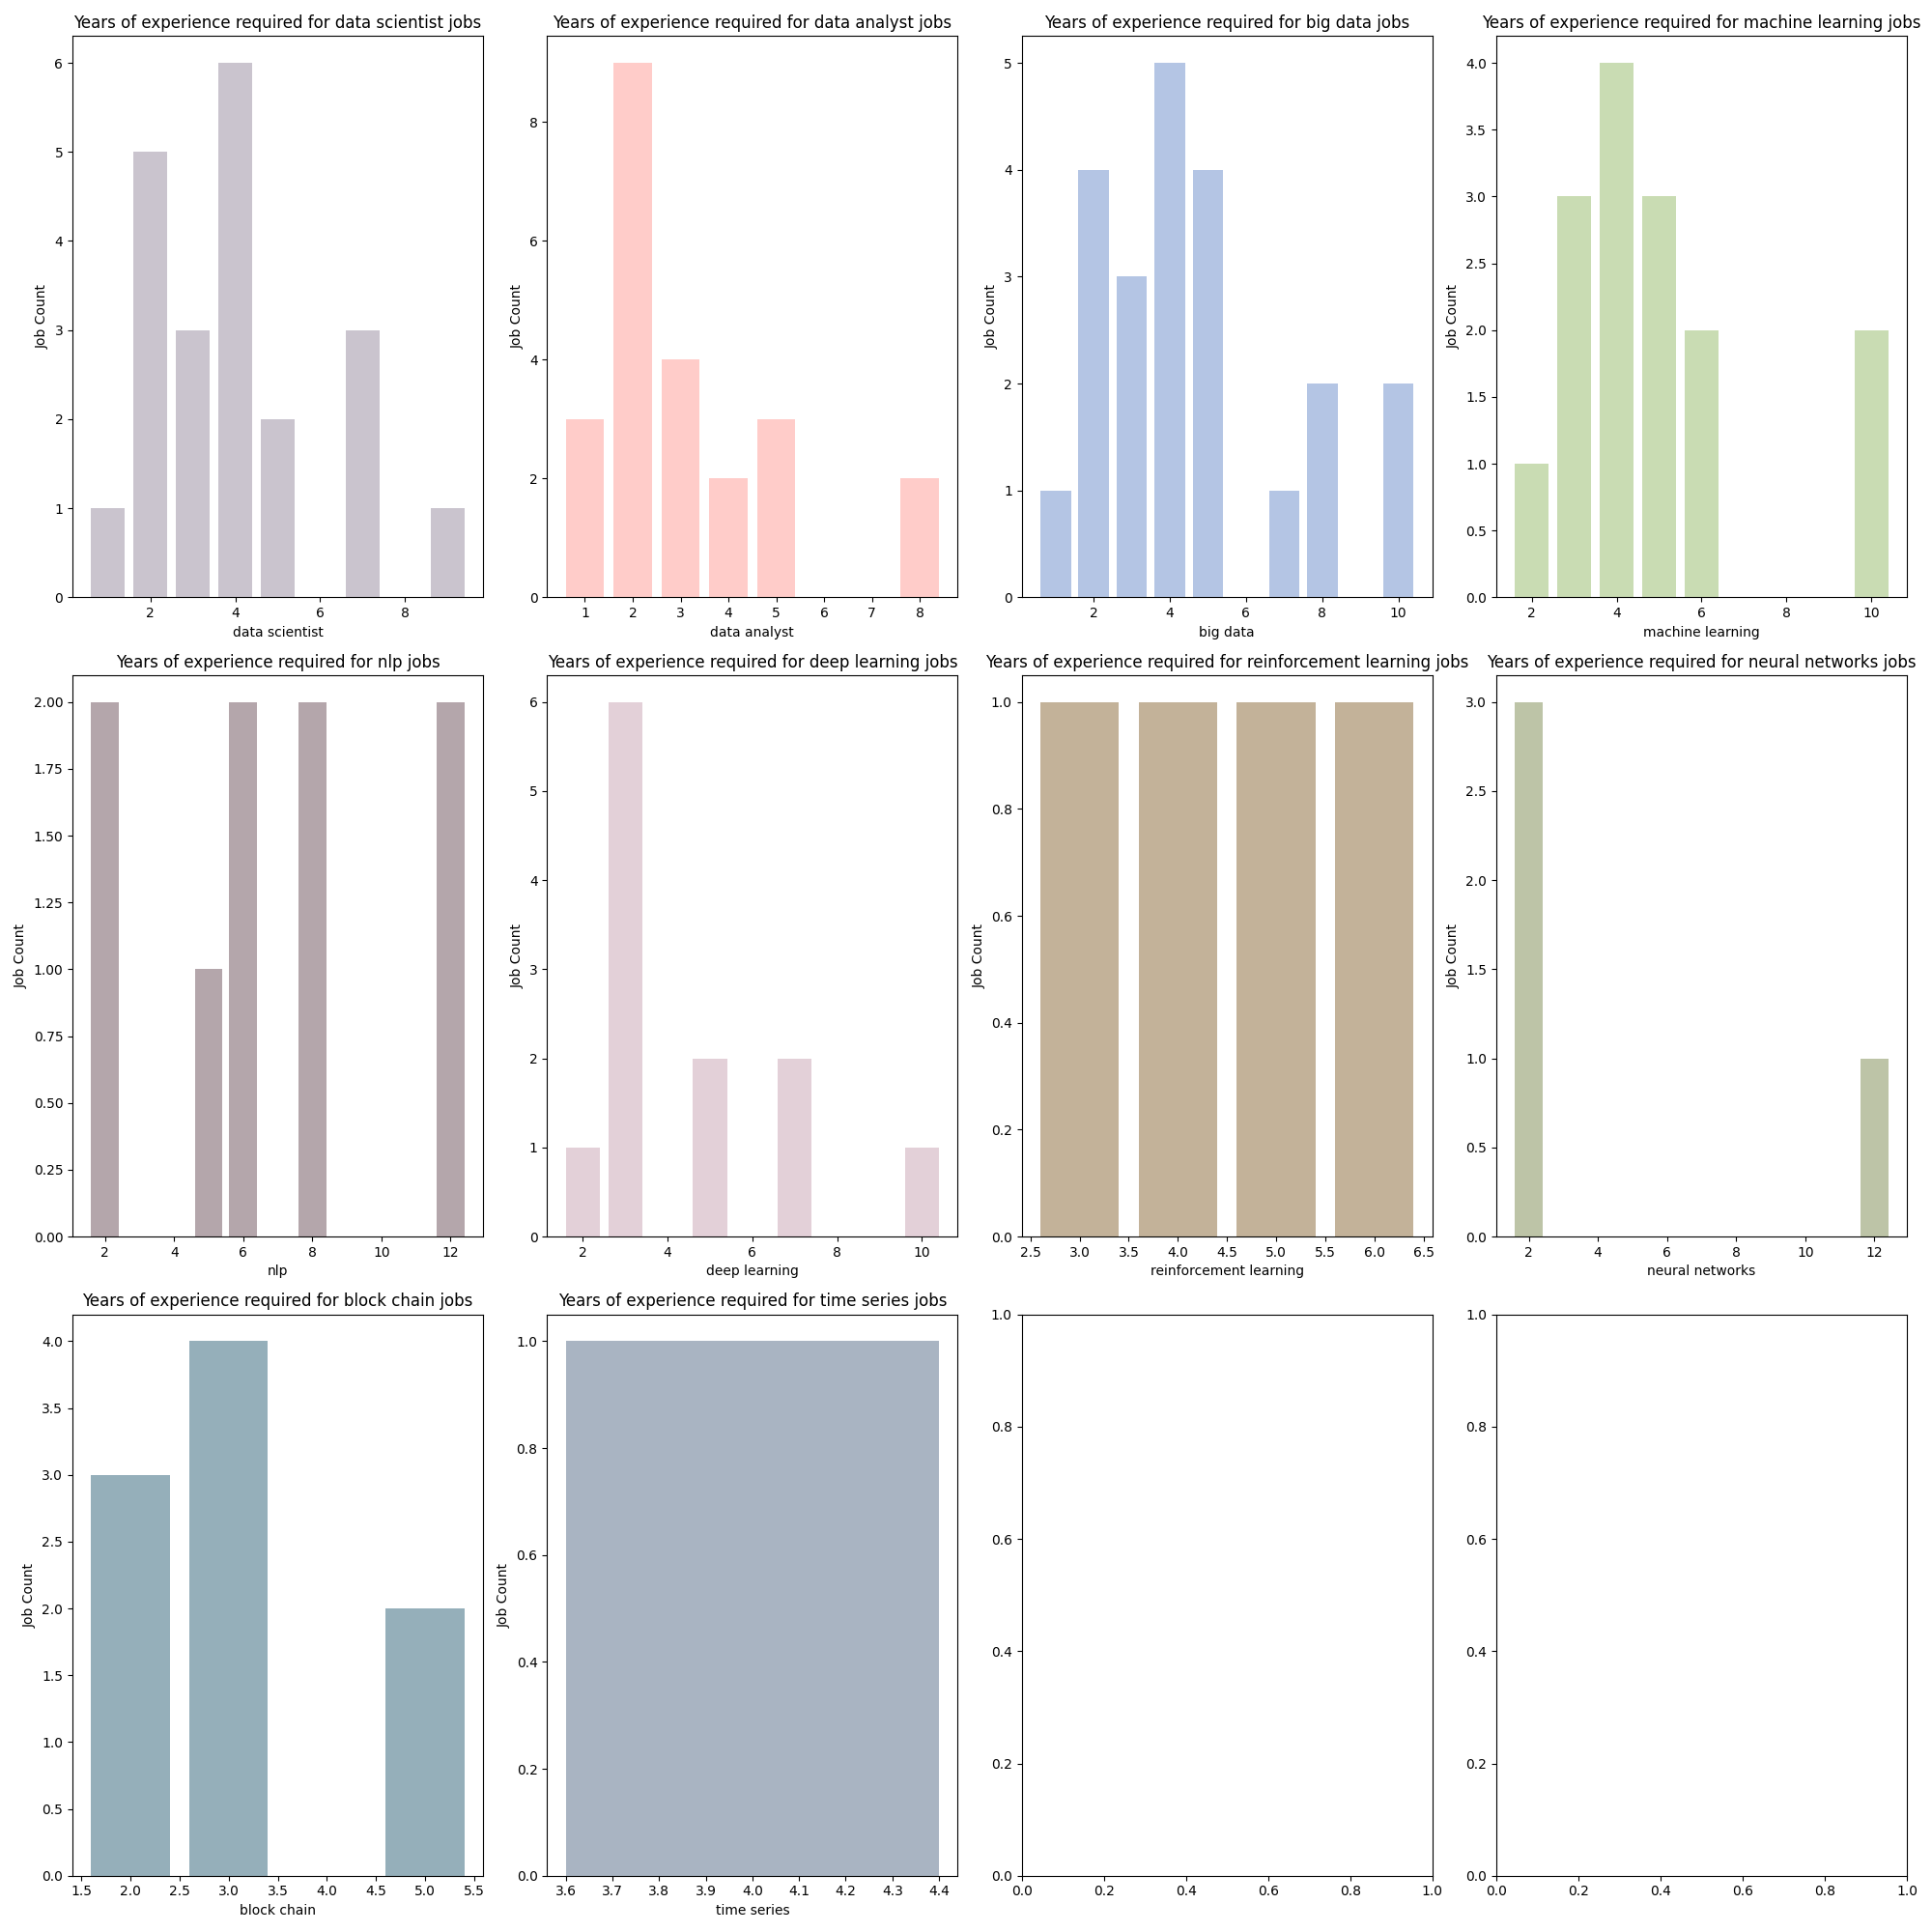 Years of experience required for data scientist jobs
6
5
4
3
2
1
0
Job Count
2 4 6 8
data scientist
Years of experience required for data analyst jobs
8
6
4
2
0
Job Count
1 2 3 4 5 6 7 8
data analyst
Years of experience required for big data jobs
5
4
3
2
1
0
Job Count
2 4 6 8 10
big data
Years of experience required for machine learning jobs
4.0
3.5
3.0
2.5
2.0
1.5
1.0
0.5
0.0
Job Count
2 4 6 8 10
machine learning
Years of experience required for nlp jobs
2.00
1.75
1.50
1.25
1.00
0.75
0.50
0.25
0.00
Job Count
2 4 6 8 10 12
nlp
Years of experience required for deep learning jobs
6
5
4
3
2
1
0
Job Count
2 4 6 8 10
deep learning
Years of experience required for reinforcement learning jobs
1.0
0.8
0.6
0.4
0.2
0.0
Job Count
2.5 3.0 3.5 4.0 4.5 5.0 5.5 6.0 6.5
reinforcement learning
Years of experience required for neural networks jobs
3.0
2.5
2.0
1.5
1.0
0.5
0.0
Job Count
2 4 6 8 10 12
neural networks
Years of experience required for block chain jobs
4.0
3.5
3.0
2.5
2.0
1.5
1.0
0.5
0.0
Job Count
1.5 2.0 2.5 3.0 3.5 4.0 4.5 5.0 5.5
block chain
Years of experience required for time series jobs
1.0
0.8
0.6
0.4
0.2
0.0
Job Count
3.6 3.7 3.8 3.9 4.0 4.1 4.2 4.3 4.4
time series
1.0
0.8
0.6
0.4
0.2
0.0
0.0 0.2 0.4 0.6 0.8 1.0
1.0
0.8
0.6
0.4
0.2
0.0
0.0 0.2 0.4 0.6 0.8 1.0